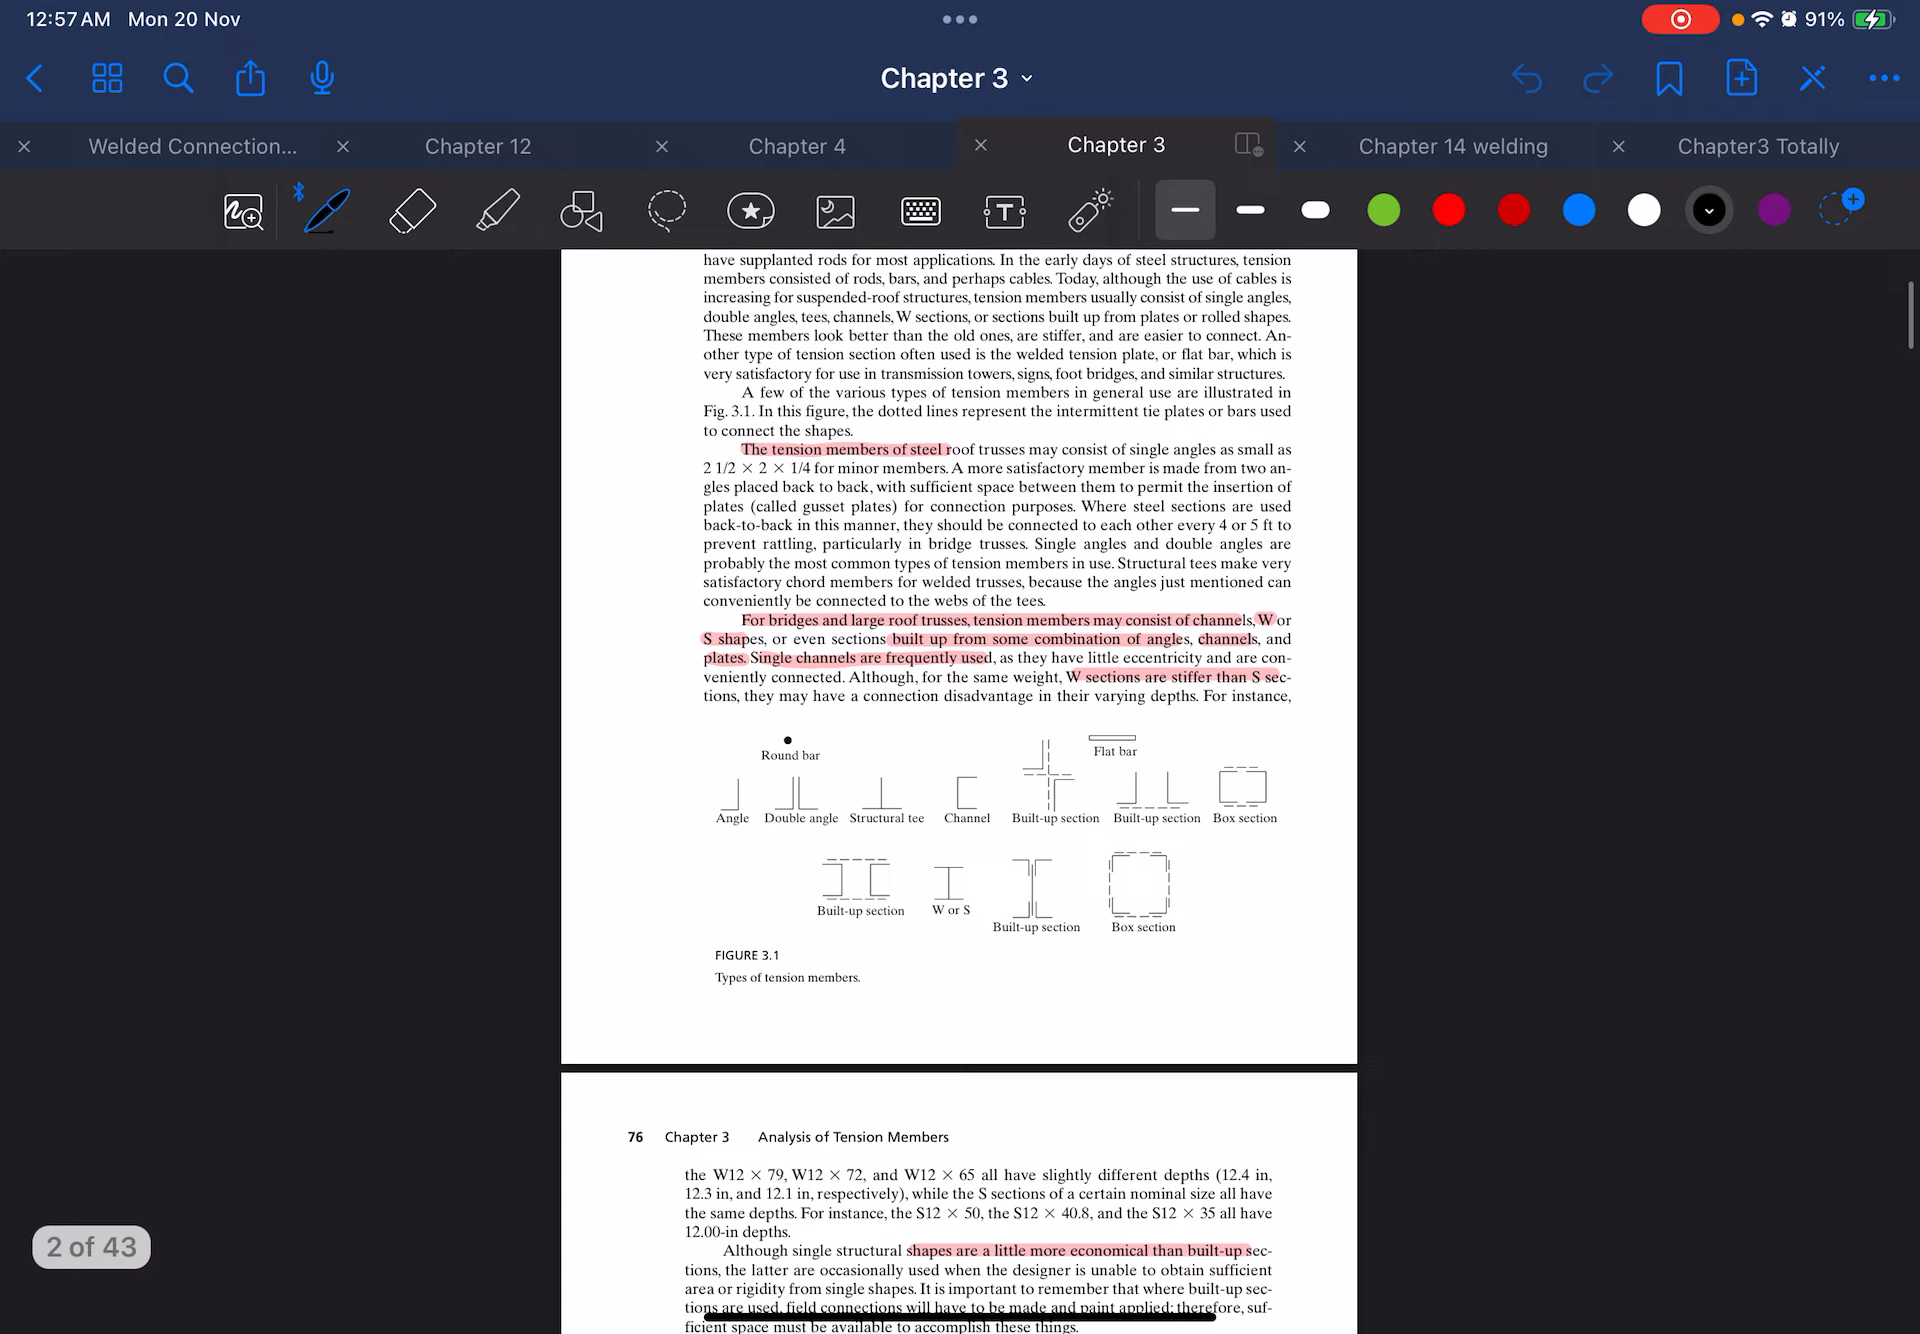 12:57 AM Mon 20 Nov
91%
Chapter 3
Welded Connection... Chapter 12 Chapter 4 Chapter 3 Chapter 14 welding Chapter3 Totally
T
have supplanted rods for most applications. In the early days of steel structures, tension
members consisted of rods, bars, and perhaps cables. Today, although the use of cables is
increasing for suspended-roof structures, tension members usually consist of single angles,
double angles, tees, channels, W sections, or sections built up from plates or rolled shapes.
These members look better than the old ones, are stiffer, and are easier to connect. An-
other type of tension section often used is the welded tension plate, or flat bar, which is
very satisfactory for use in transmission towers, signs, foot bridges, and similar structures.
A few of the various types of tension members in general use are illustrated in
Fig. 3.1. In this figure, the dotted lines represent the intermittent tie plates or bars used
to connect the shapes.
The tension members of steel roof trusses may consist of single angles as small as
2 1/2 × 2 × 1/4 for minor members. A more satisfactory member is made from two an-
gles placed back to back, with sufficient space between them to permit the insertion of
plates (called gusset plates) for connection purposes. Where steel sections are used
back-to-back in this manner, they should be connected to each other every 4 or 5 ft to
prevent rattling, particularly in bridge trusses. Single angles and double angles are
probably the most common types of tension members in use. Structural tees make very
satisfactory chord members for welded trusses, because the angles just mentioned can
conveniently be connected to the webs of the tees.
For bridges and large roof trusses, tension members may consist of channels, W or
S shapes, or even sections built up from some combination of angles, channels, and
plates. Single channels are frequently used, as they have little eccentricity and are con-
veniently connected. Although, for the same weight, W sections are stiffer than S sec-
tions, they may have a connection disadvantage in their varying depths. For instance,
Round bar
Flat bar
Angle Double angle Structural tee Channel Built-up section Built-up section Box section
Built-up section W or S
Built-up section Box section
FIGURE 3.1
Types of tension members.
76 Chapter 3 Analysis of Tension Members
the W12 × 79, W12 × 72, and W12 × 65 all have slightly different depths (12.4 in,
12.3 in, and 12.1 in, respectively), while the S sections of a certain nominal size all have
the same depths. For instance, the S12 × 50, the S12 × 40.8, and the S12 × 35 all have
12.00-in depths.
Although single structural shapes are a little more economical than built-up sec-
tions, the latter are occasionally used when the designer is unable to obtain sufficient
area or rigidity from single shapes. It is important to remember that where built-up sec-
tions are used, field connections will have to be made and paint applied; therefore, suf-
ficient space must be available to accomplish these things.
2 of 43